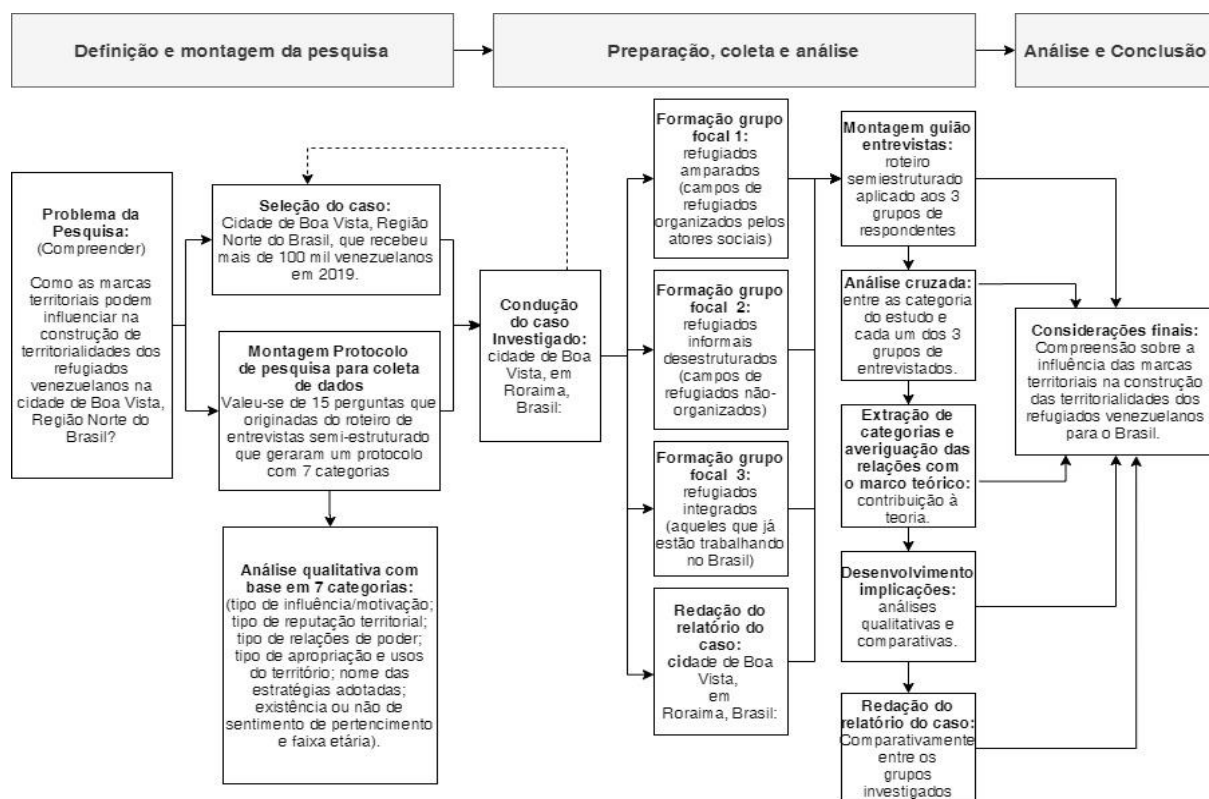 Definição e montagem da pesquisa
Preparação, coleta e análise
Análise e Conclusão
Problema da
Pesquisa:
(Compreender)
Como as marcas
territoriais podem
influenciar na
construção de
territorialidades dos
refugiados
venezuelanos na
cidade de Boa Vista,
Região Norte do
Brasil?
Seleção do caso:
Cidade de Boa Vista, Região
Norte do Brasil, que recebeu
mais de 100 mil venezuelanos
em 2019.
Montagem Protocolo
de pesquisa para coleta
de dados
Valeu-se de 15 perguntas que
originadas do roteiro de
entrevistas semi-estruturado
que geraram um protocolo
com 7 categorias
Análise qualitativa com
base em 7 categorias:
(tipo de influência/motivação;
tipo de reputação territorial;
tipo de relações de poder;
tipo de apropriação e usos
do território; nome das
estratégias adotadas;
existência ou não de
sentimento de pertencimento
e faixa etária).
Condução
do caso
Investigado:
cidade de Boa
Vista, em
Roraima,
Brasil:
Formação grupo
focal 1:
refugiados
amparados
(campos de
refugiados
organizados pelos
atores sociais)
Formação grupo
focal 2:
refugiados
informais
desestruturados
(campos de
refugiados não-
organizados)
Formação grupo
focal 3:
refugiados
integrados
(aqueles que já
estão trabalhando
no Brasil)
Redação do
relatório do
caso:
cidade de Boa
Vista,
em
Roraima, Brasil:
Montagem guião
entrevistas:
roteiro
semiestruturado
aplicado aos 3
grupos de
respondentes
Análise cruzada:
entre as categoria
do estudo e
cada um dos 3
grupos de
entrevistados.
Extração de
categorias e
averiguação das
relações com
o marco teórico:
contribuição à
teoria.
Desenvolvimento
implicações:
análises
qualitativas e
comparativas.
Redação do
relatório do caso:
Comparativamente
entre os
grupos
investigados
Considerações finais:
Compreensão sobre a
influência das marcas
territoriais na construção
das territorialidades dos
refugiados venezuelanos
para o Brasil.